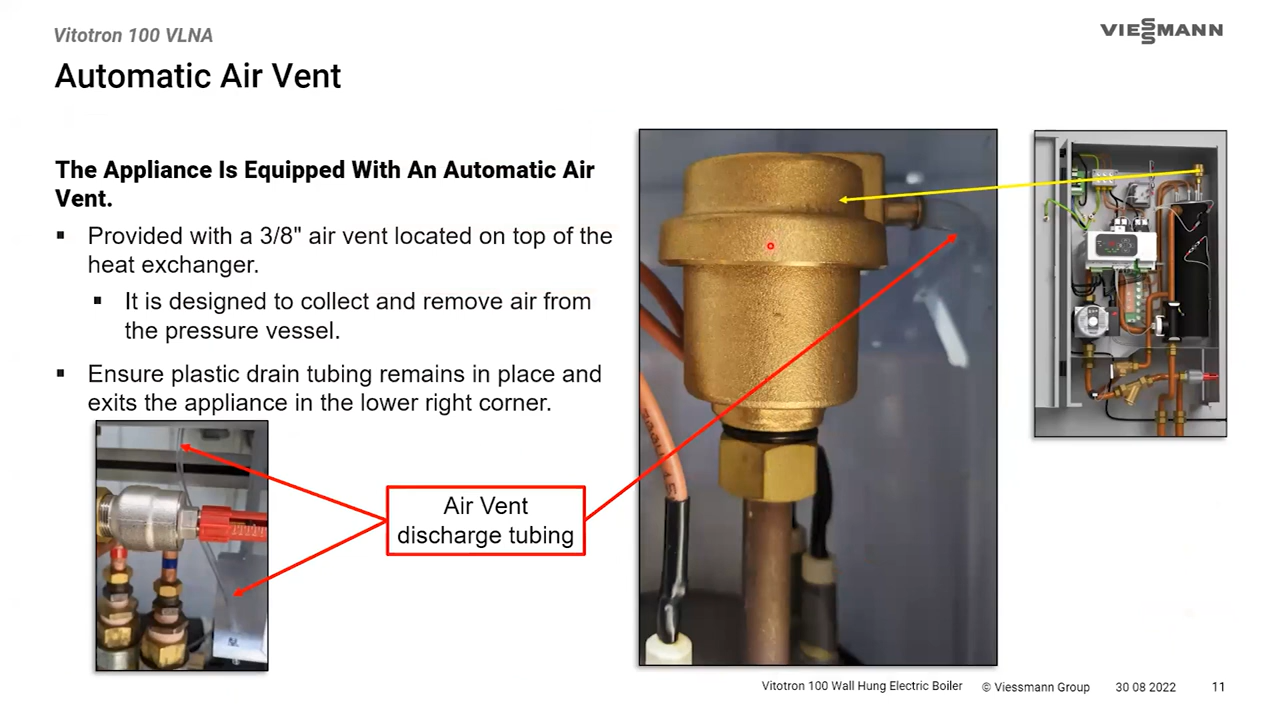 Vitotron 100 VLNA
VIESSMANN
Automatic Air Vent
The Appliance Is Equipped With An Automatic Air
Vent.
▪ Provided with a 3/8" air vent located on top of the
heat exchanger.
▪ It is designed to collect and remove air from
the pressure vessel.
▪ Ensure plastic drain tubing remains in place and
exits the appliance in the lower right corner.
Air Vent
discharge tubing
Vitotron 100 Wall Hung Electric Boiler
© Viessmann Group
30 08 2022
11